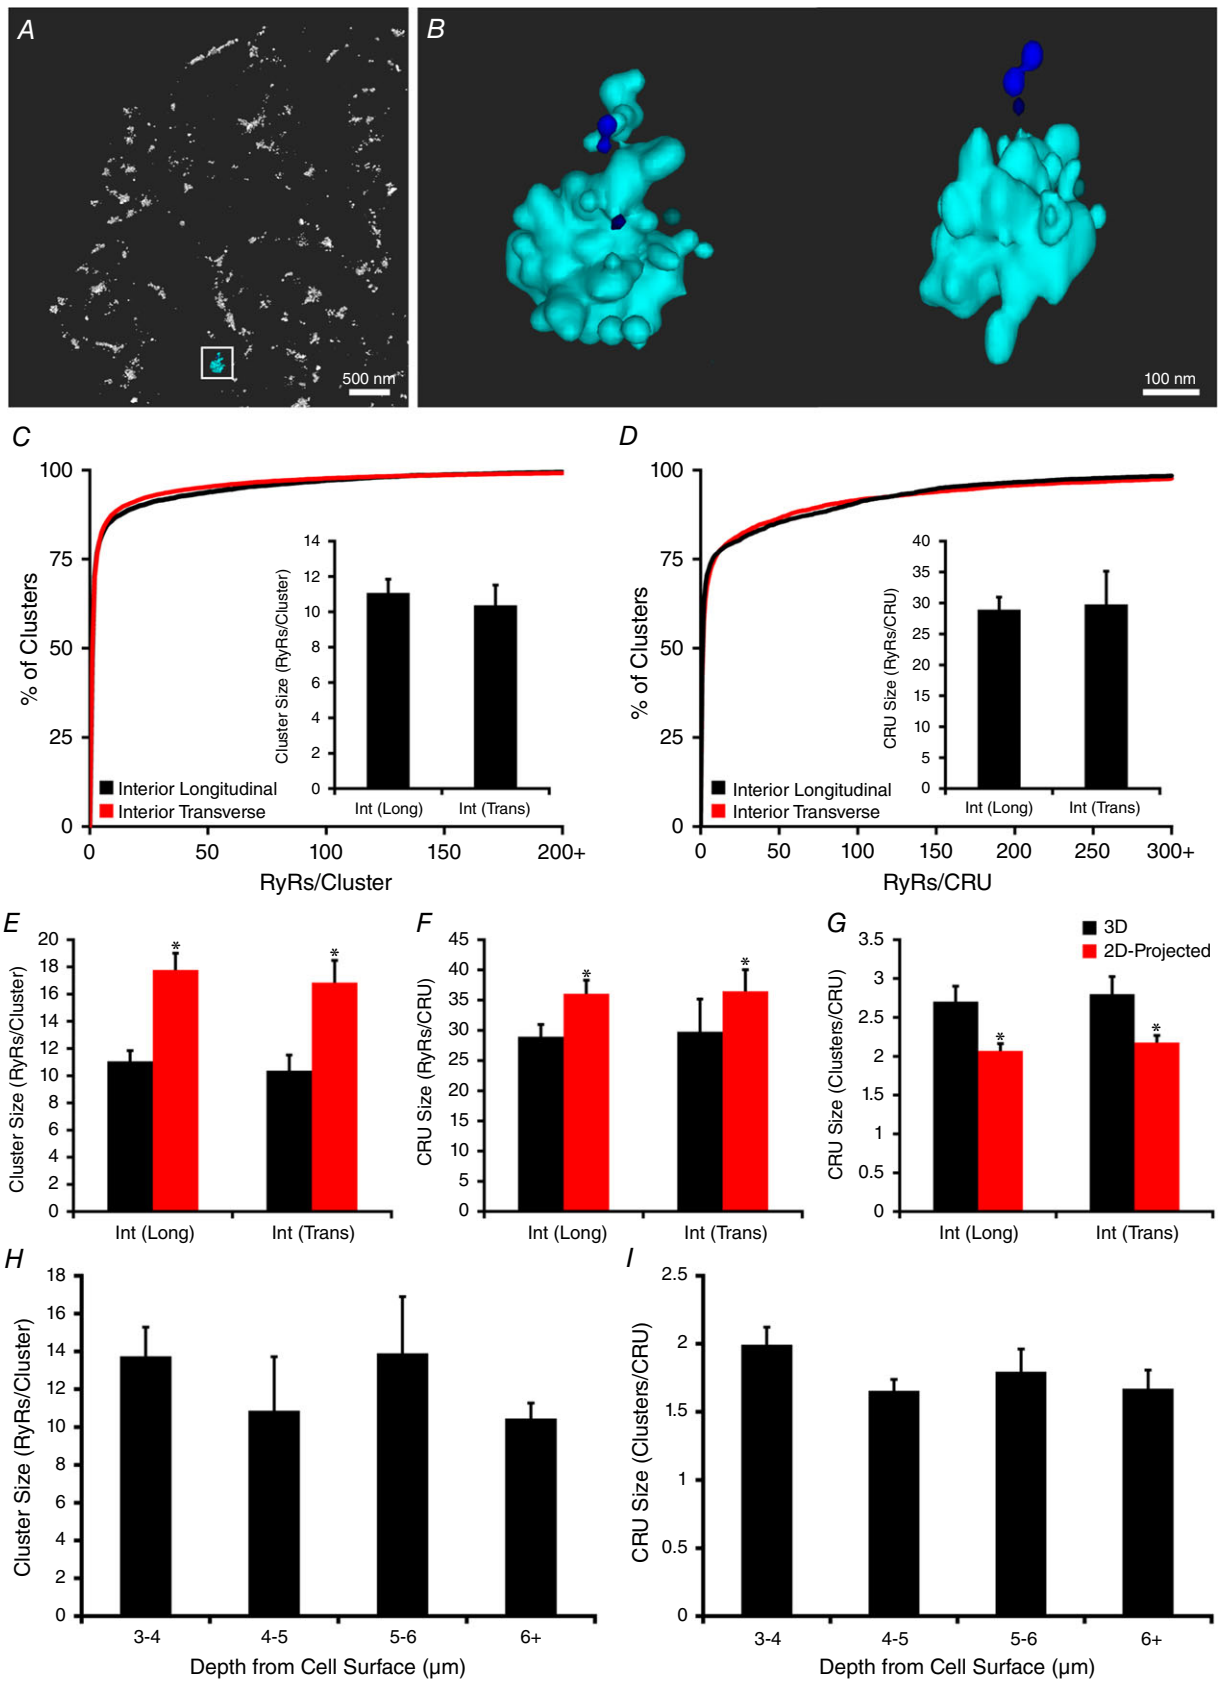 A
500 nm
B
100 nm
C
100
75
50
25
0
% of Clusters
0
50
100
150
200+
RyRs/Cluster
Interior Longitudinal
Interior Transverse
14
12
10
8
6
4
2
0
Cluster Size (RyRs/Cluster)
Int (Long)
Int (Trans)
D
100
75
50
25
0
% of Clusters
0
50
100
150
200
250
300+
RyRs/CRU
Interior Longitudinal
Interior Transverse
40
35
30
25
20
15
10
5
0
CRU Size (RyRs/CRU)
Int (Long)
Int (Trans)
E
20
18
16
14
12
10
8
6
4
2
0
Cluster Size (RyRs/Cluster)
*
*
Int (Long)
Int (Trans)
F
45
40
35
30
25
20
15
10
5
0
CRU Size (RyRs/CRU)
*
*
Int (Long)
Int (Trans)
G
3D
2D-Projected
3.5
3
2.5
2
1.5
1
0.5
0
CRU Size (Clusters/CRU)
*
*
Int (Long)
Int (Trans)
H
18
16
14
12
10
8
6
4
2
0
Cluster Size (RyRs/Cluster)
3-4
4-5
5-6
6+
Depth from Cell Surface (µm)
I
2.5
2
1.5
1
0.5
0
CRU Size (Clusters/CRU)
3-4
4-5
5-6
6+
Depth from Cell Surface (µm)